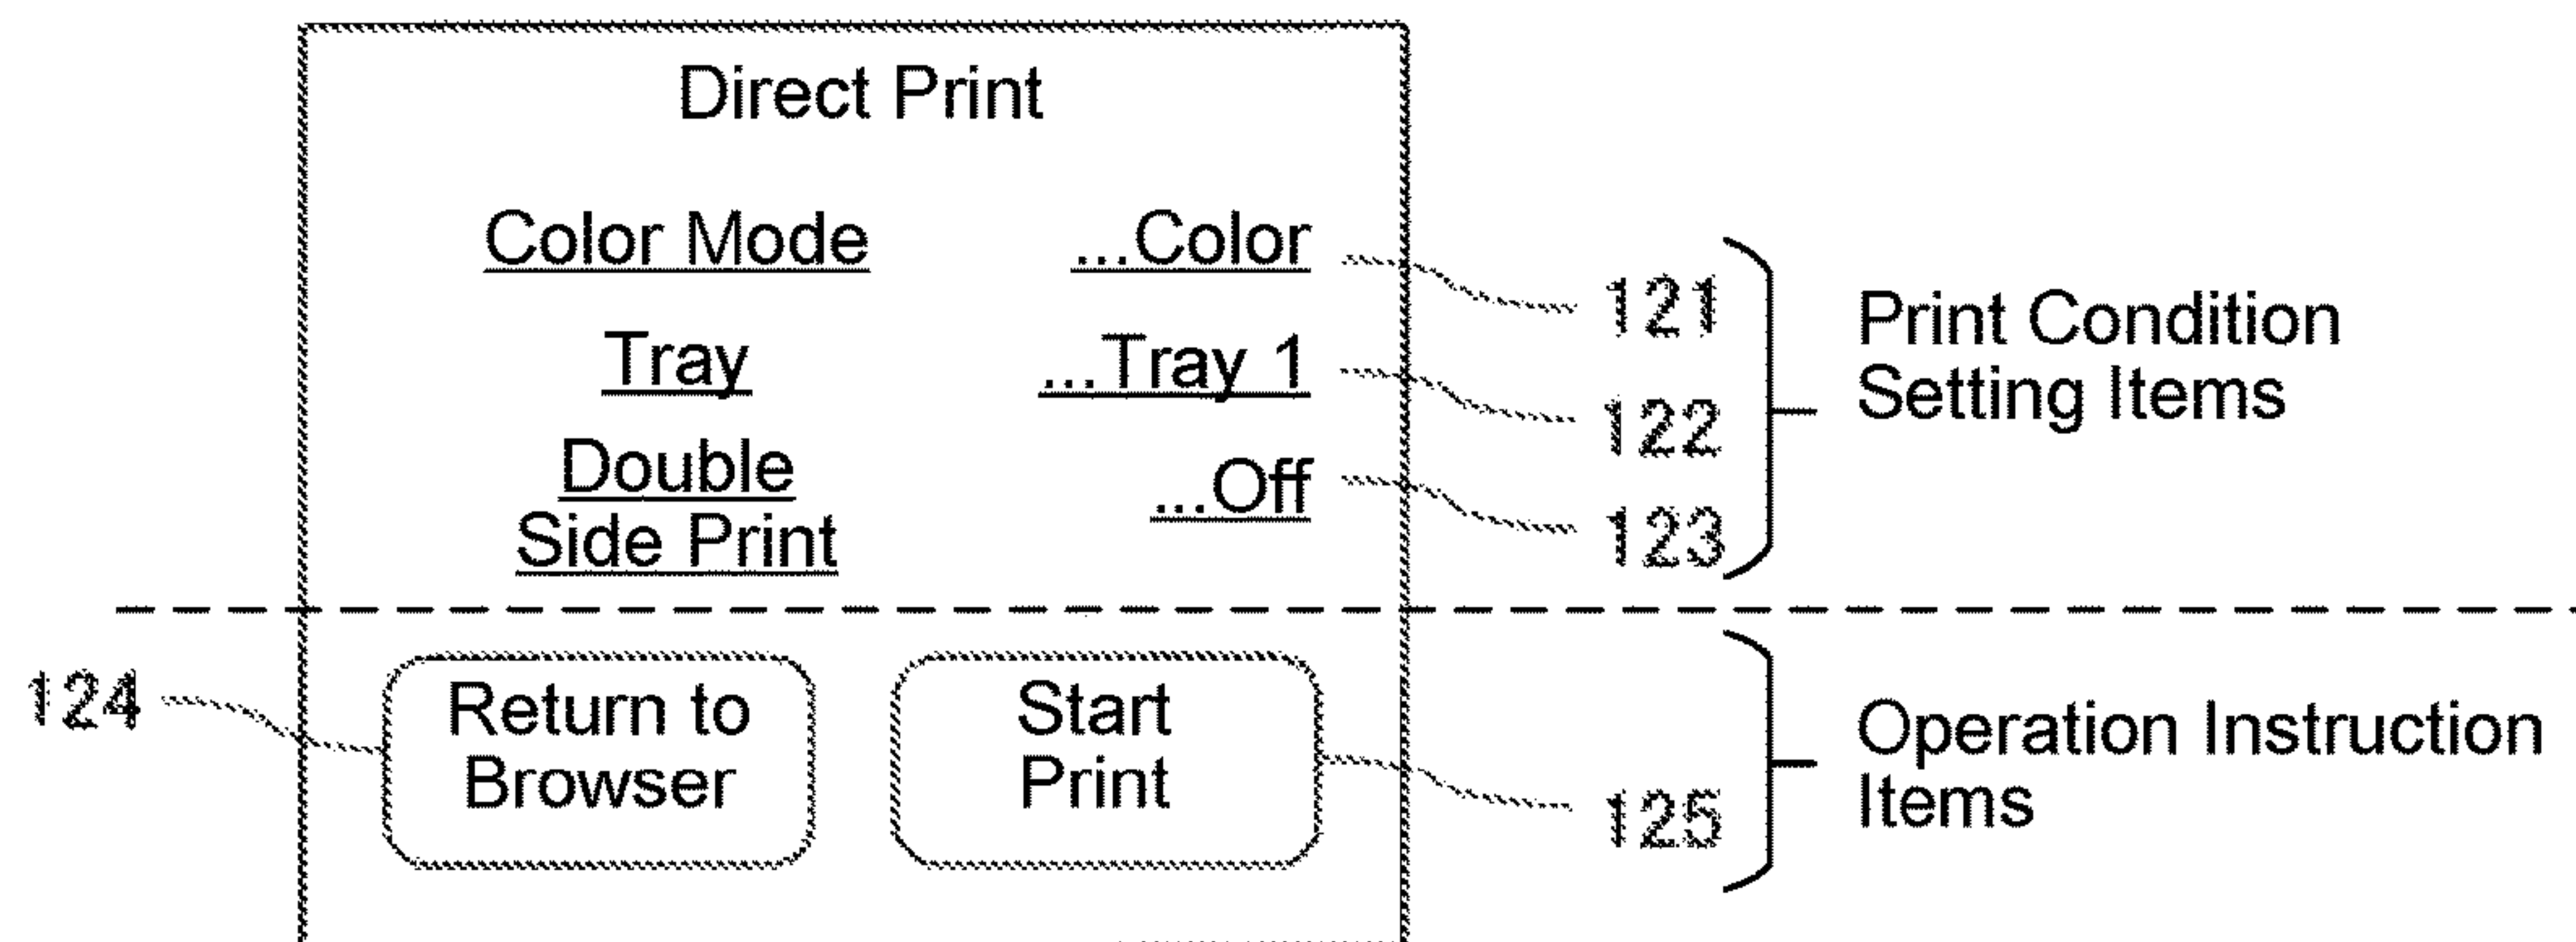 Direct Print
Color Mode ...Color 121
Tray ...Tray 1 122
Double
Side Print ...Off 123
Print Condition
Setting Items
124 Return to
Browser
Start
Print 125
Operation Instruction
Items